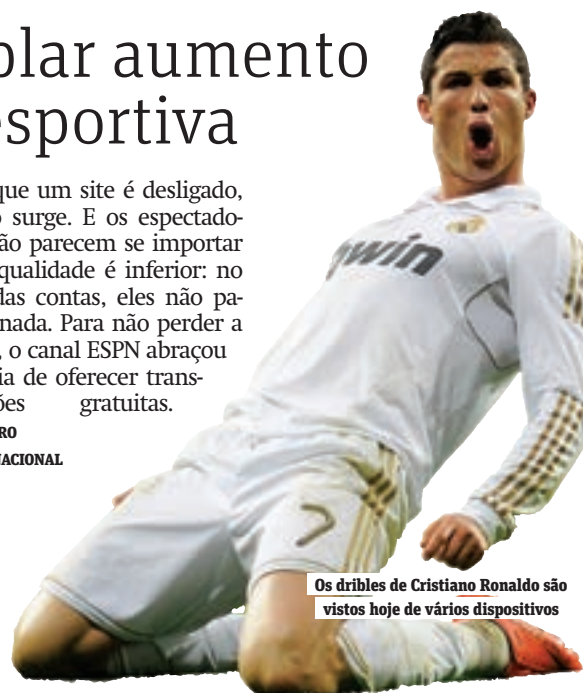 olar aumento
esportiva
que um site é desligado,
o surge. E os espectado-
ão parecem se importar
qualidade é inferior: no
das contas, eles não pa-
nada. Para não perder a
, o canal ESPN abraçou
ia de oferecer trans-
ões gratuitas.
RO
NACIONAL
bwin
7
Os dribles de Cristiano Ronaldo são
vistos hoje de vários dispositivos